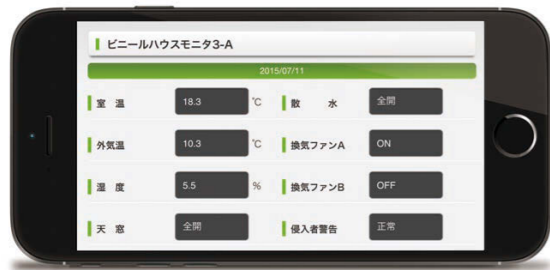 ビニールハウスモニタ3-A
2015/07/11
室 温 18.3 ℃ 散 水 全開
外気温 10.3 ℃ 換気ファンA ON
湿 度 5.5 % 換気ファンB OFF
天 窓 全開 侵入者警告 正常